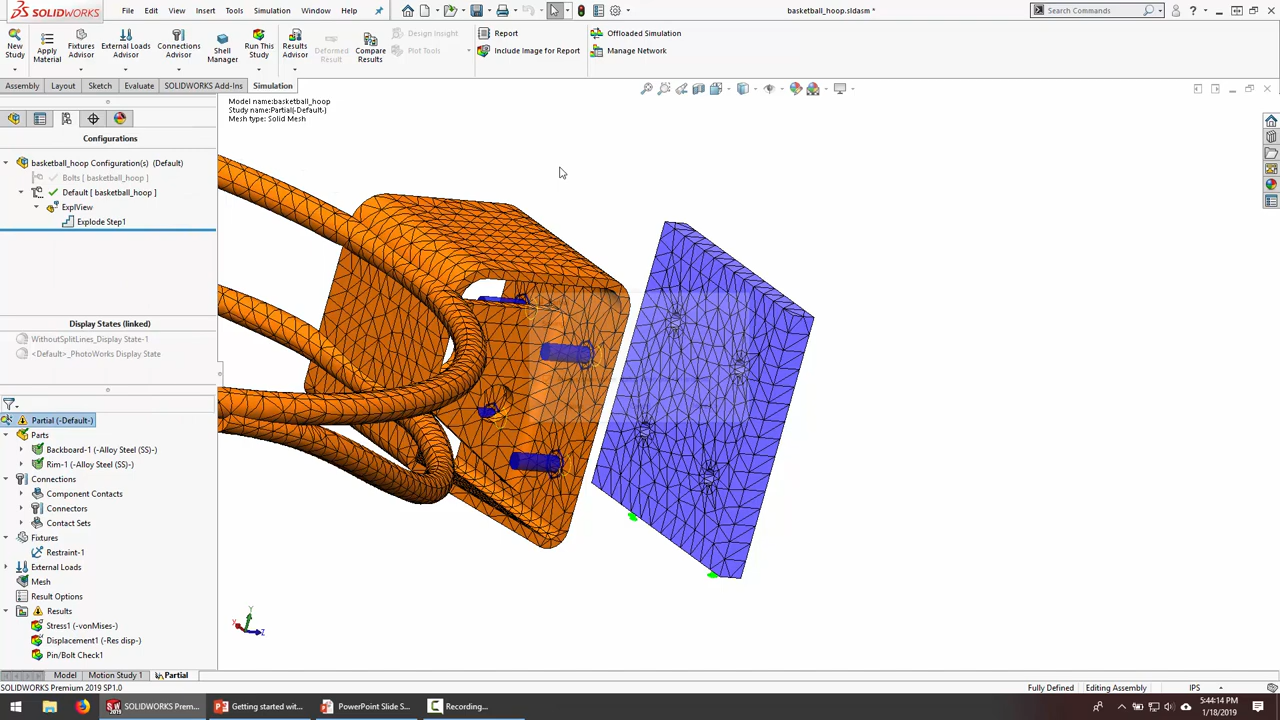 SOLIDWORKS
File
Edit
View
Insert
Tools
Simulation
Window
Help
basketball_hoop.sldasm *
Search Commands
New Study
Apply Material
Fixtures Advisor
External Loads Advisor
Connections Advisor
Shell Manager
Run This Study
Results Advisor
Deformed Result
Compare Results
Design Insight
Plot Tools
Report
Include Image for Report
Offloaded Simulation
Manage Network
Assembly
Layout
Sketch
Evaluate
SOLIDWORKS Add-Ins
Simulation
Model name:basketball_hoop
Study name:Partial(-Default-)
Mesh type: Solid Mesh
Configurations
basketball_hoop Configuration(s) (Default)
Bolts [ basketball_hoop ]
Default [ basketball_hoop ]
ExplView
Explode Step1
Display States (linked)
WithoutSplitLines_Display State-1
<Default>_PhotoWorks Display State
Partial (-Default-)
Parts
Backboard-1 (-Alloy Steel (SS)-)
Rim-1 (-Alloy Steel (SS)-)
Connections
Component Contacts
Connectors
Contact Sets
Fixtures
Restraint-1
External Loads
Mesh
Result Options
Results
Stress1 (-vonMises-)
Displacement1 (-Res disp-)
Pin/Bolt Check1
Y
X
Z
Model
Motion Study 1
Partial
SOLIDWORKS Premium 2019 SP1.0
Fully Defined
Editing Assembly
IPS
SOLIDWORKS Prem...
Getting started wit...
PowerPoint Slide S...
Recording...
5:44:14 PM
1/18/2019